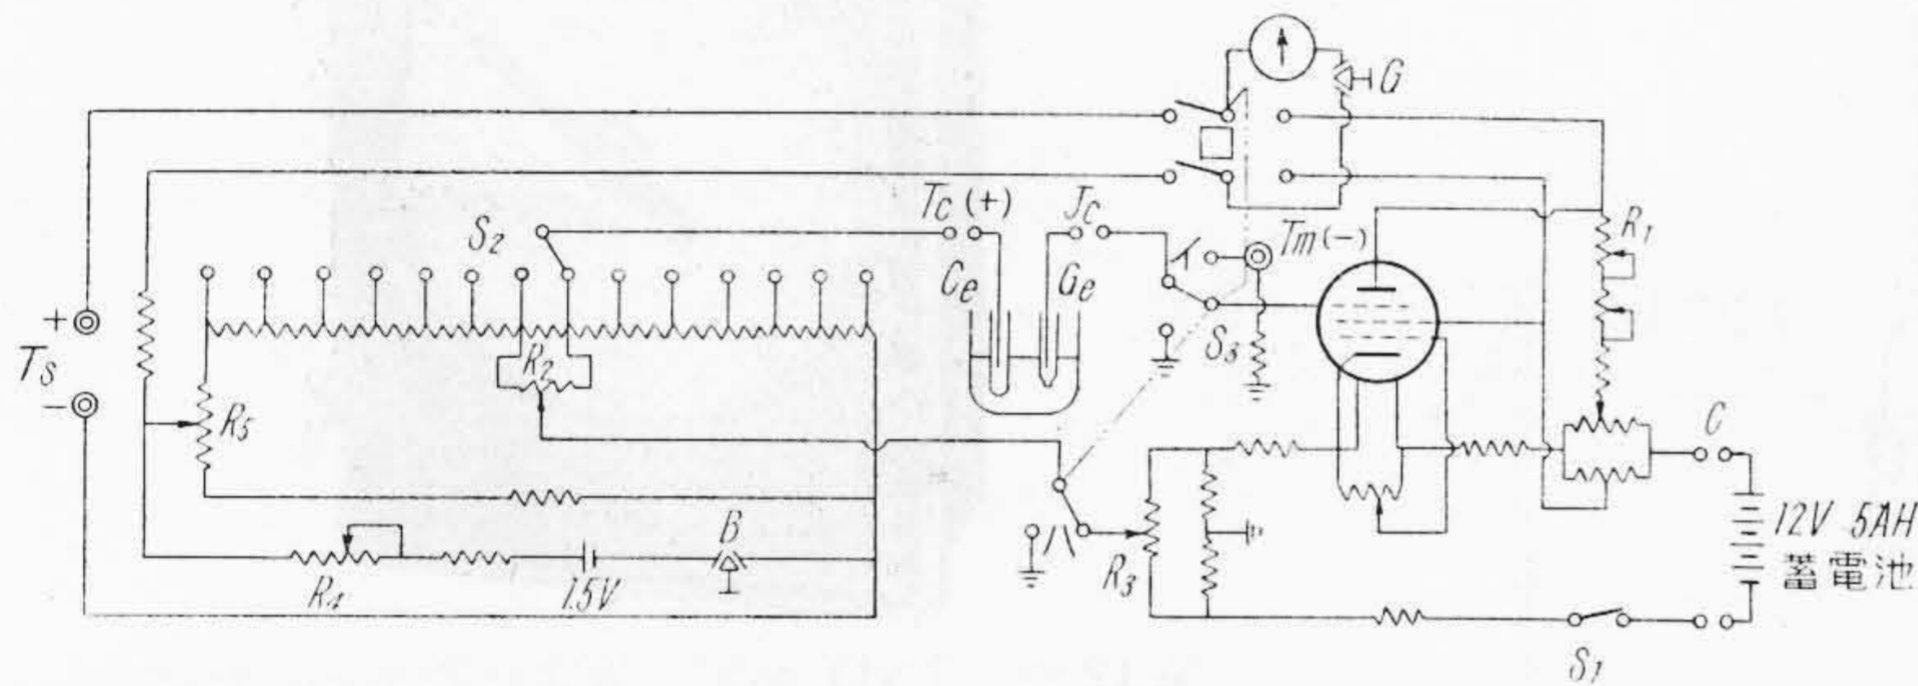 G
Tc (+)
Jc
S2
Tm (-)
R1
Ce
Ge
+
Ts
-
R2
S3
R5
C
B
ハ
12V 5AH
蓄電池
R4
1.5V
R3
S1